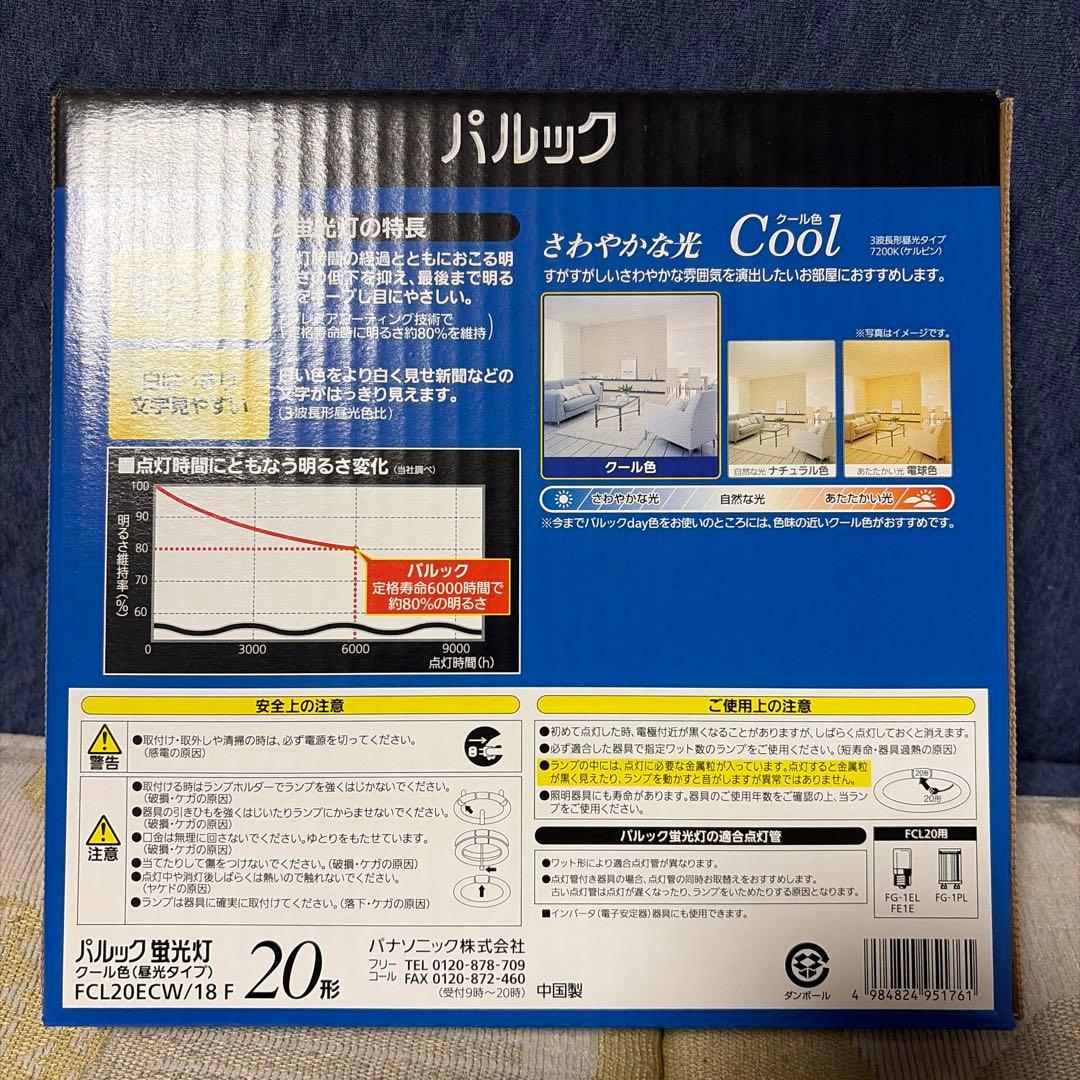 パルック
蛍光灯の特長
灯時間の経過とともにおこる明
さの低下を抑え、最後まで明る
をキープし目にやさしい。
プレミアコーティング技術で
定格寿命時に明るさ約80%を維持
白はっきり
文字見やすい
白い色をより白く見せ新聞などの
文字がはっきり見えます。
(3波長形昼光色比)
さわやかな光
クール色
Cool
3波長形昼光タイプ
7200K(ケルビン)
すがすがしいさわやかな雰囲気を演出したいお部屋におすすめします。
※写真はイメージです。
クール色
自然な光 ナチュラル色
あたたかい光 電球色
さわやかな光 自然な光 あたたかい光
※今までパルックday色をお使いのところには、色味の近いクール色がおすすめです。
■点灯時間にともなう明るさ変化(当社調べ)
明るさ維持率(%)
100
90
80
70
60
0 3000 6000 9000
点灯時間(h)
パルック
定格寿命6000時間で
約80%の明るさ
安全上の注意
警告
●取付け・取外しや清掃の時は、必ず電源を切ってください。
(感電の原因)
注意
●取付ける時はランプホルダーでランプを強くはじかないでください。
(破損・ケガの原因)
●器具の引きひもを強くはじいたりランプにからませないでください。
(破損・ケガの原因)
●口金は無理に回さないでください。ゆとりをもたせています。
(破損・ケガの原因)
●当てたりして傷をつけないでください。(破損・ケガの原因)
●点灯中や消灯後しばらくは熱いので触れないでください。
(ヤケドの原因)
●ランプは器具に確実に取付けてください。(落下・ケガの原因)
ご使用上の注意
●初めて点灯した時、電極付近が黒くなることがありますが、しばらく点灯しておくと消えます。
●必ず適合した器具で指定ワット数のランプをご使用ください。(短寿命・器具過熱の原因)
●ランプの中には、点灯に必要な金属粒が入っています。点灯すると金属粒
が黒く見えたり、ランプを動かすと音がしますが異常ではありません。
●照明器具にも寿命があります。器具のご使用年数をご確認の上、当ラン
プをご使用ください。
20形
20形
パルック蛍光灯の適合点灯管
●ワット形により適合点灯管が異なります。
●点灯管付き器具の場合、点灯管の同時お取替えをおすすめします。
古い点灯管は点灯が遅くなったり、ランプをいためたりする原因となります。
■インバータ(電子安定器)器具にも使用できます。
FCL20用
FG-1EL
FE1E
FG-1PL
パルック 蛍光灯
クール色(昼光タイプ)
FCL20ECW/18 F
20形
パナソニック株式会社
フリー
コール
TEL 0120-878-709
FAX 0120-872-460
(受付9時～20時)
中国製
ダンボール
4 984824 951761